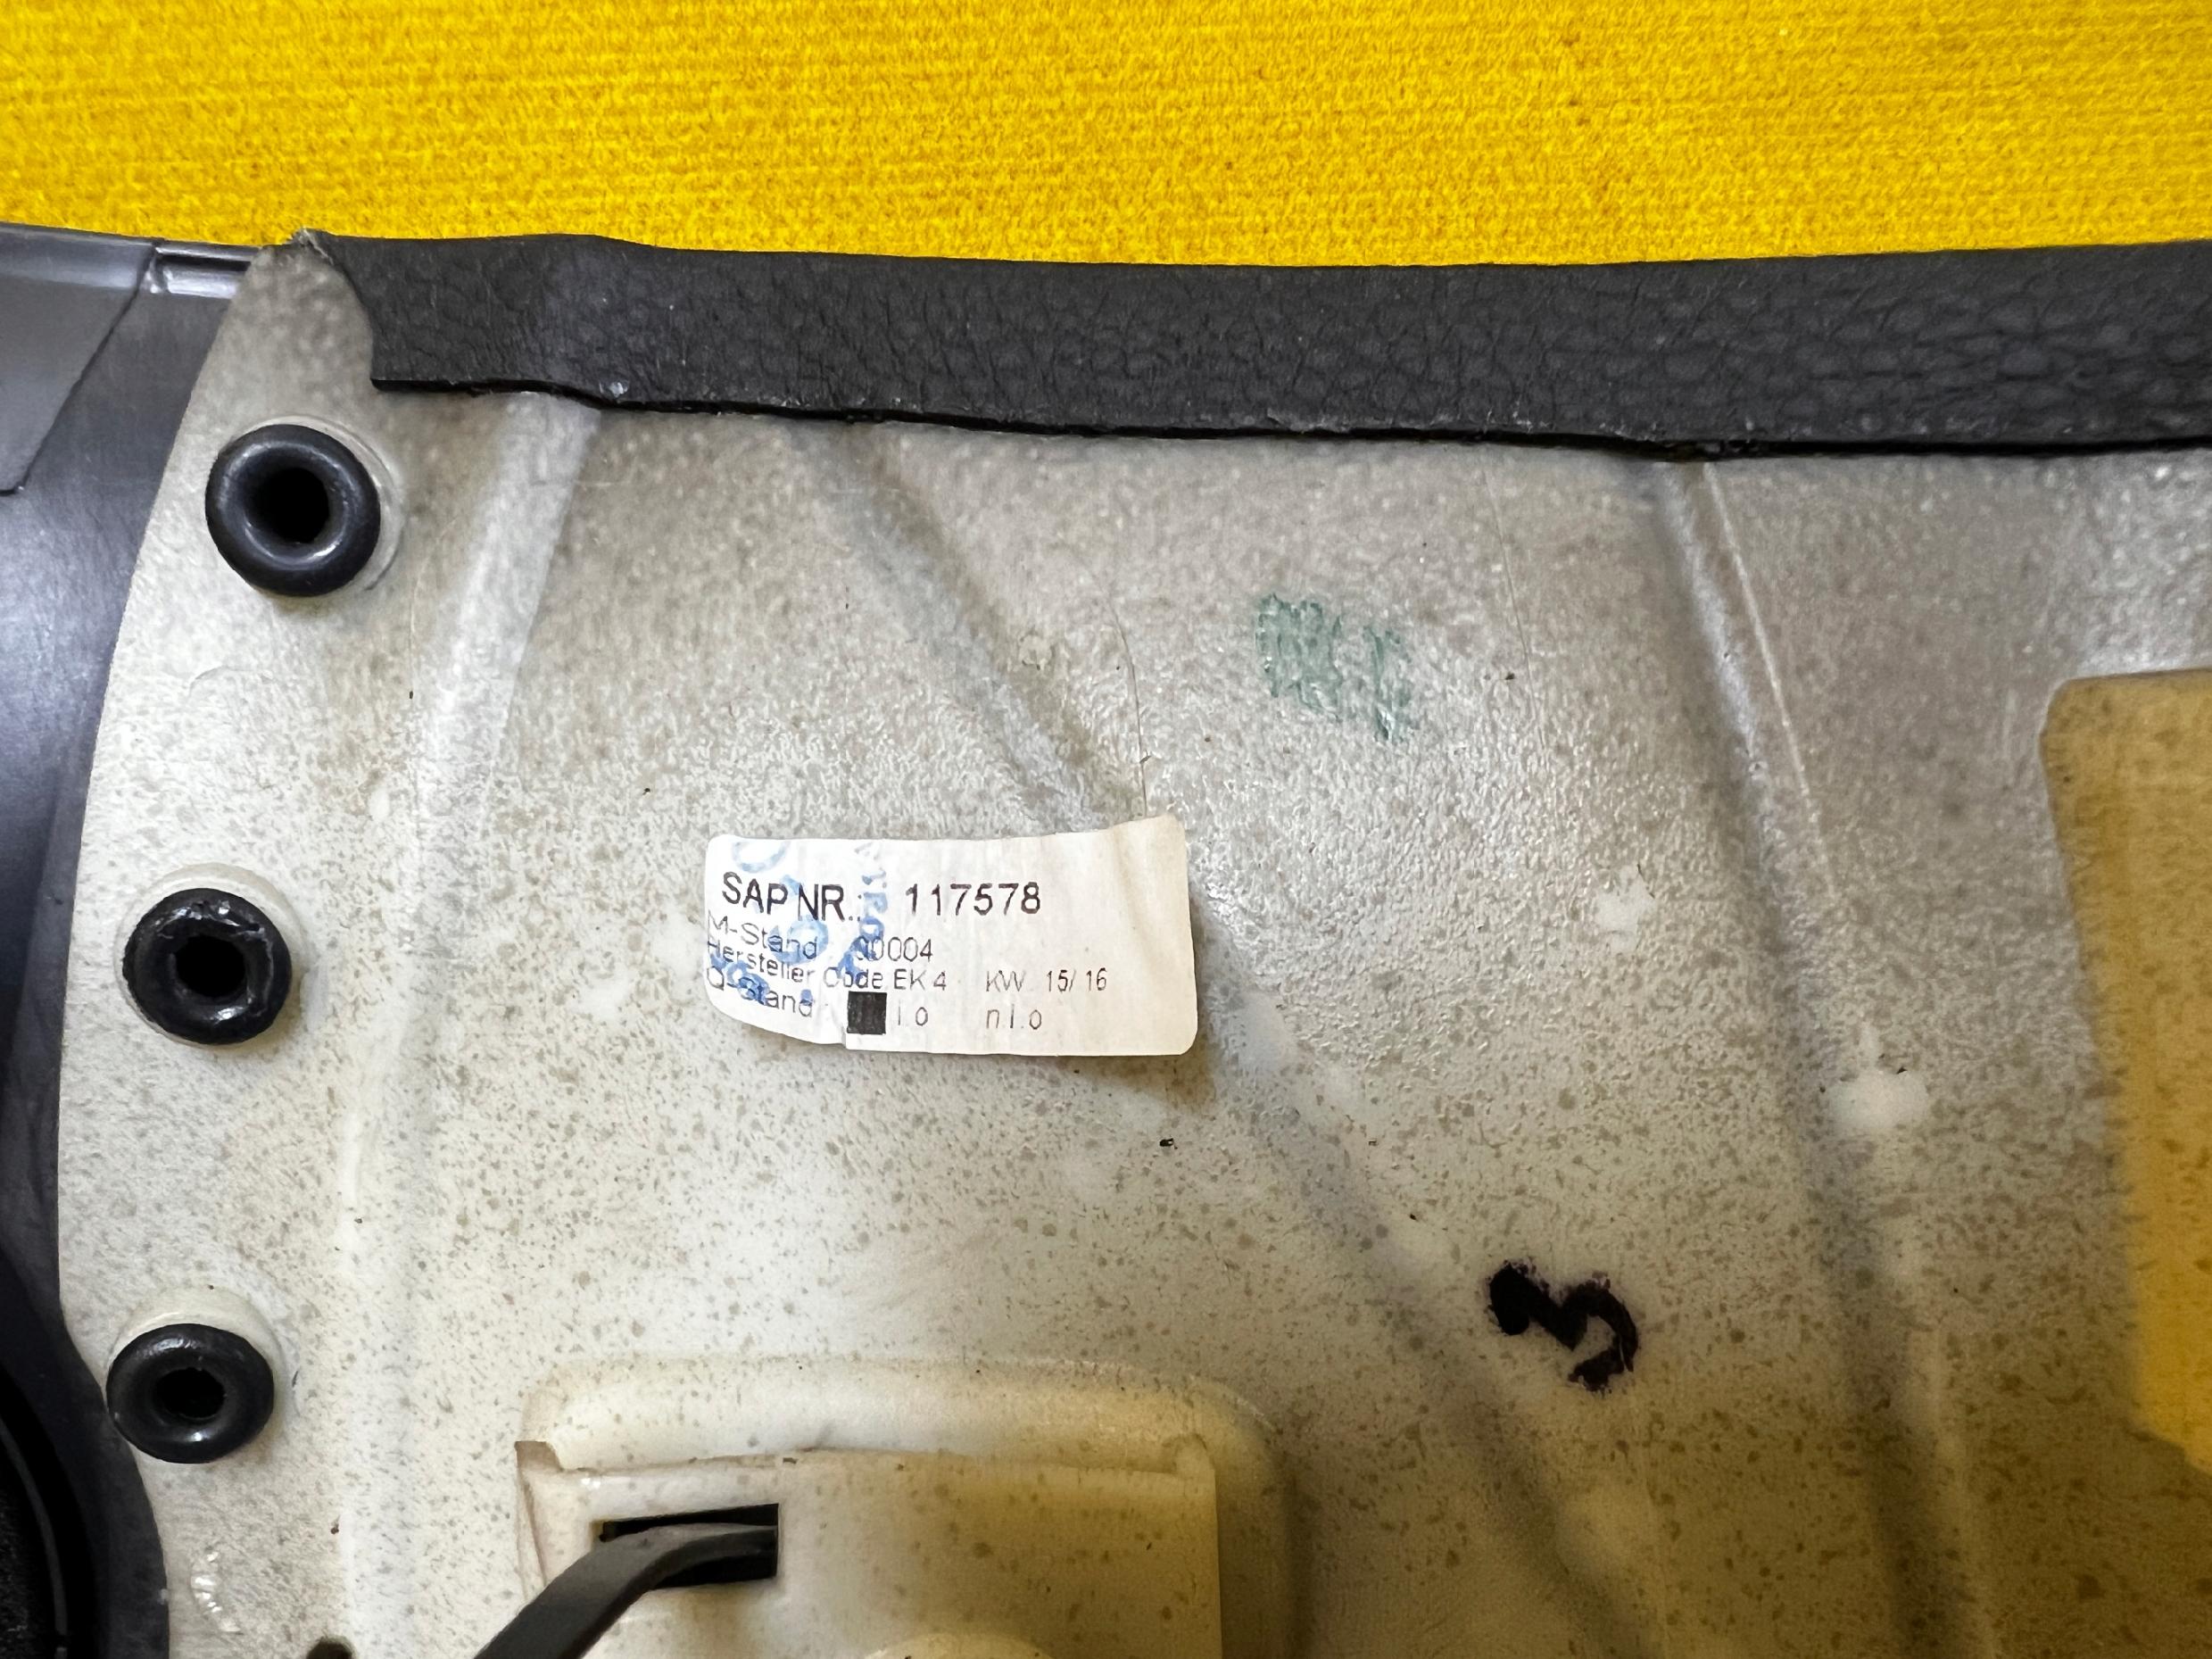 SAP NR.: 117578
M-Stand 00004
Hersteller Code EK 4 KW 15/ 16
Q-Stand i.o n.i.o
3